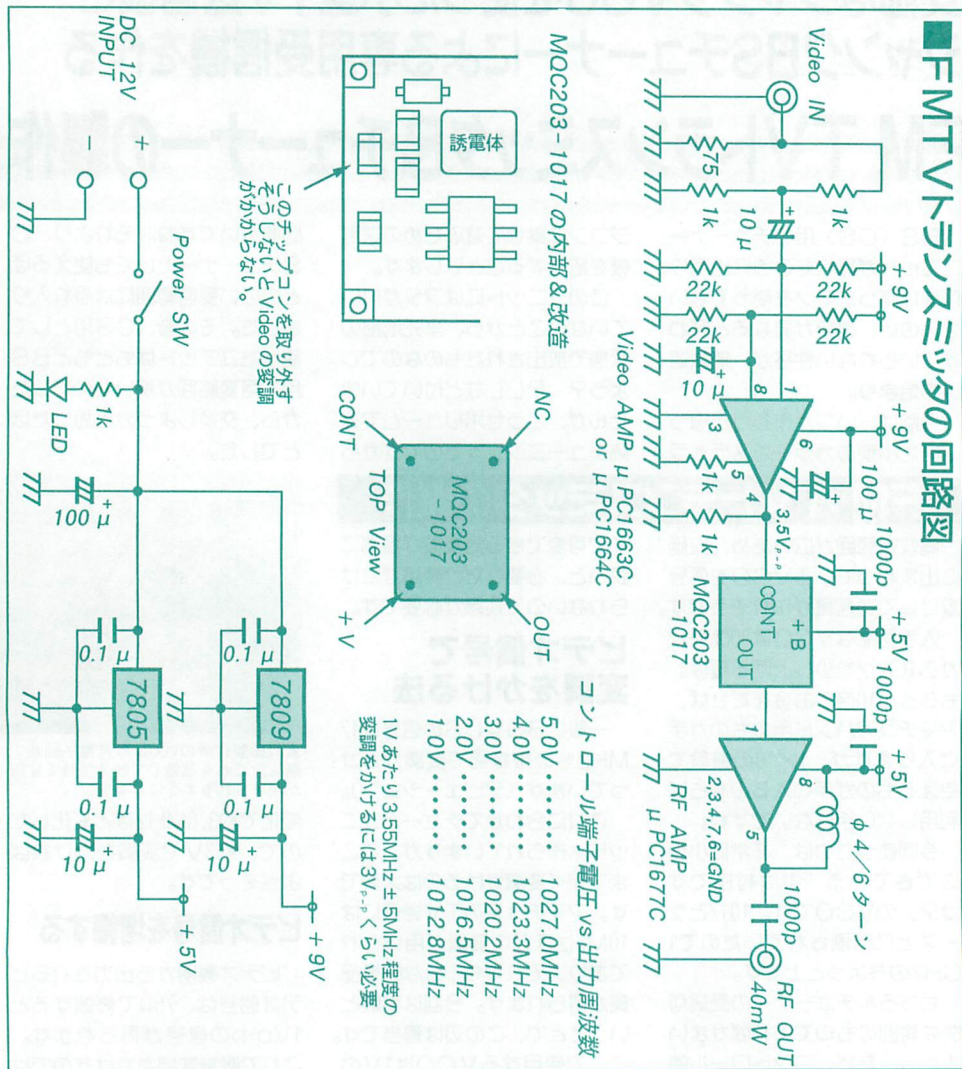 ■FMTVトランスミッタの回路図
Video IN
75
1k
1k
10μ
+
+9V
22k
22k
22k
22k
10μ
+
1
8
3
5
4
6
+9V
100μ
+
1k
1k
3.V P-P
Video AMP μPC1663C
or μPC1664C
1000p
+5V
+B
CONT
OUT
MQC203
-1017
1000p
+5V
φ4/6ターン
1
8
5
2,3,4,7,6=GND
RF AMP
μPC1677C
1000p
RF OUT
40mW
MQC203-1017の内部&改造
誘電体
このチップコンを取外す
そうしないとVideoの変調
がかからない
NC
OUT
MQC203
-1017
CONT
TOP View
+V
コントロール端子電圧 vs出力周波数
5.0V・・・・・・1027.0MHz
4.0V・・・・・・1023.3MHz
3.0V・・・・・・1020.0MHz
2.0V・・・・・・1016.5MHz
1.0V・・・・・・1012.8MHz
1Vあたり3.55MHz ±5MHz程度の
変調をかけるには3V P-P くらい必要
DC 12V
INPUT
+
−
Power SW
1k
LED
100μ
+
7809
0.1μ
0.1μ
10μ
+9V
7805
0.1μ
0.1μ
10μ
+5V